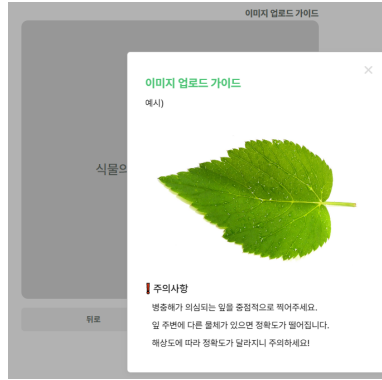 이미지 업로드 가이드
이미지 업로드 가이드
예시)
식물의
주의사항
병충해가 의심되는 잎을 중점적으로 찍어주세요.
잎 주변에 다른 물체가 있으면 정확도가 떨어집니다.
해상도에 따라 정확도가 달라지니 주의하세요!
뒤로